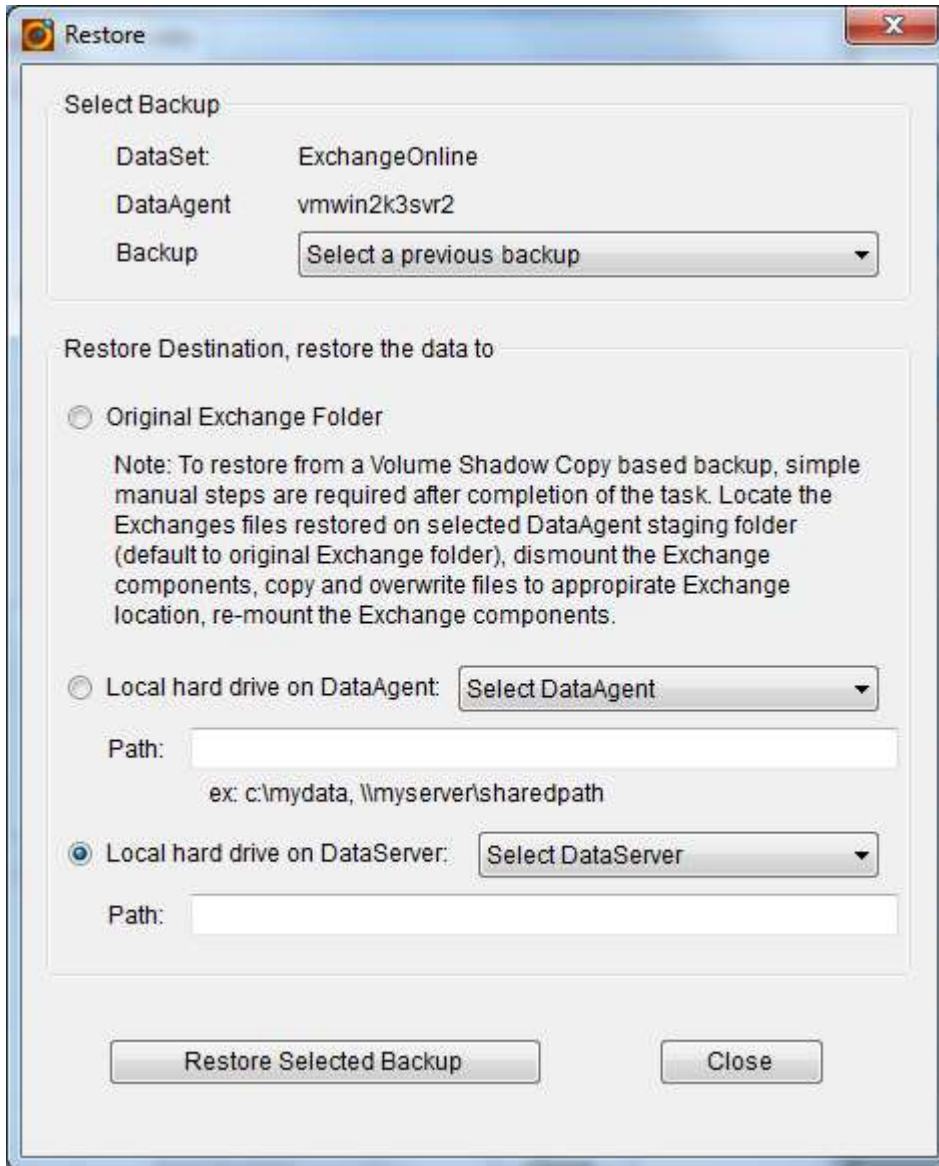 Restore
Select Backup
DataSet: ExchangeOnline
DataAgent vmwin2k3svr2
Backup Select a previous backup
Restore Destination, restore the data to
Original Exchange Folder
Note: To restore from a Volume Shadow Copy based backup, simple
manual steps are required after completion of the task. Locate the
Exchanges files restored on selected DataAgent staging folder
(default to original Exchange folder), dismount the Exchange
components, copy and overwrite files to appropirate Exchange
location, re-mount the Exchange components.
Local hard drive on DataAgent: Select DataAgent
Path:
ex: c:\mydata, \\myserver\sharedpath
Local hard drive on DataServer: Select DataServer
Path:
Restore Selected Backup Close